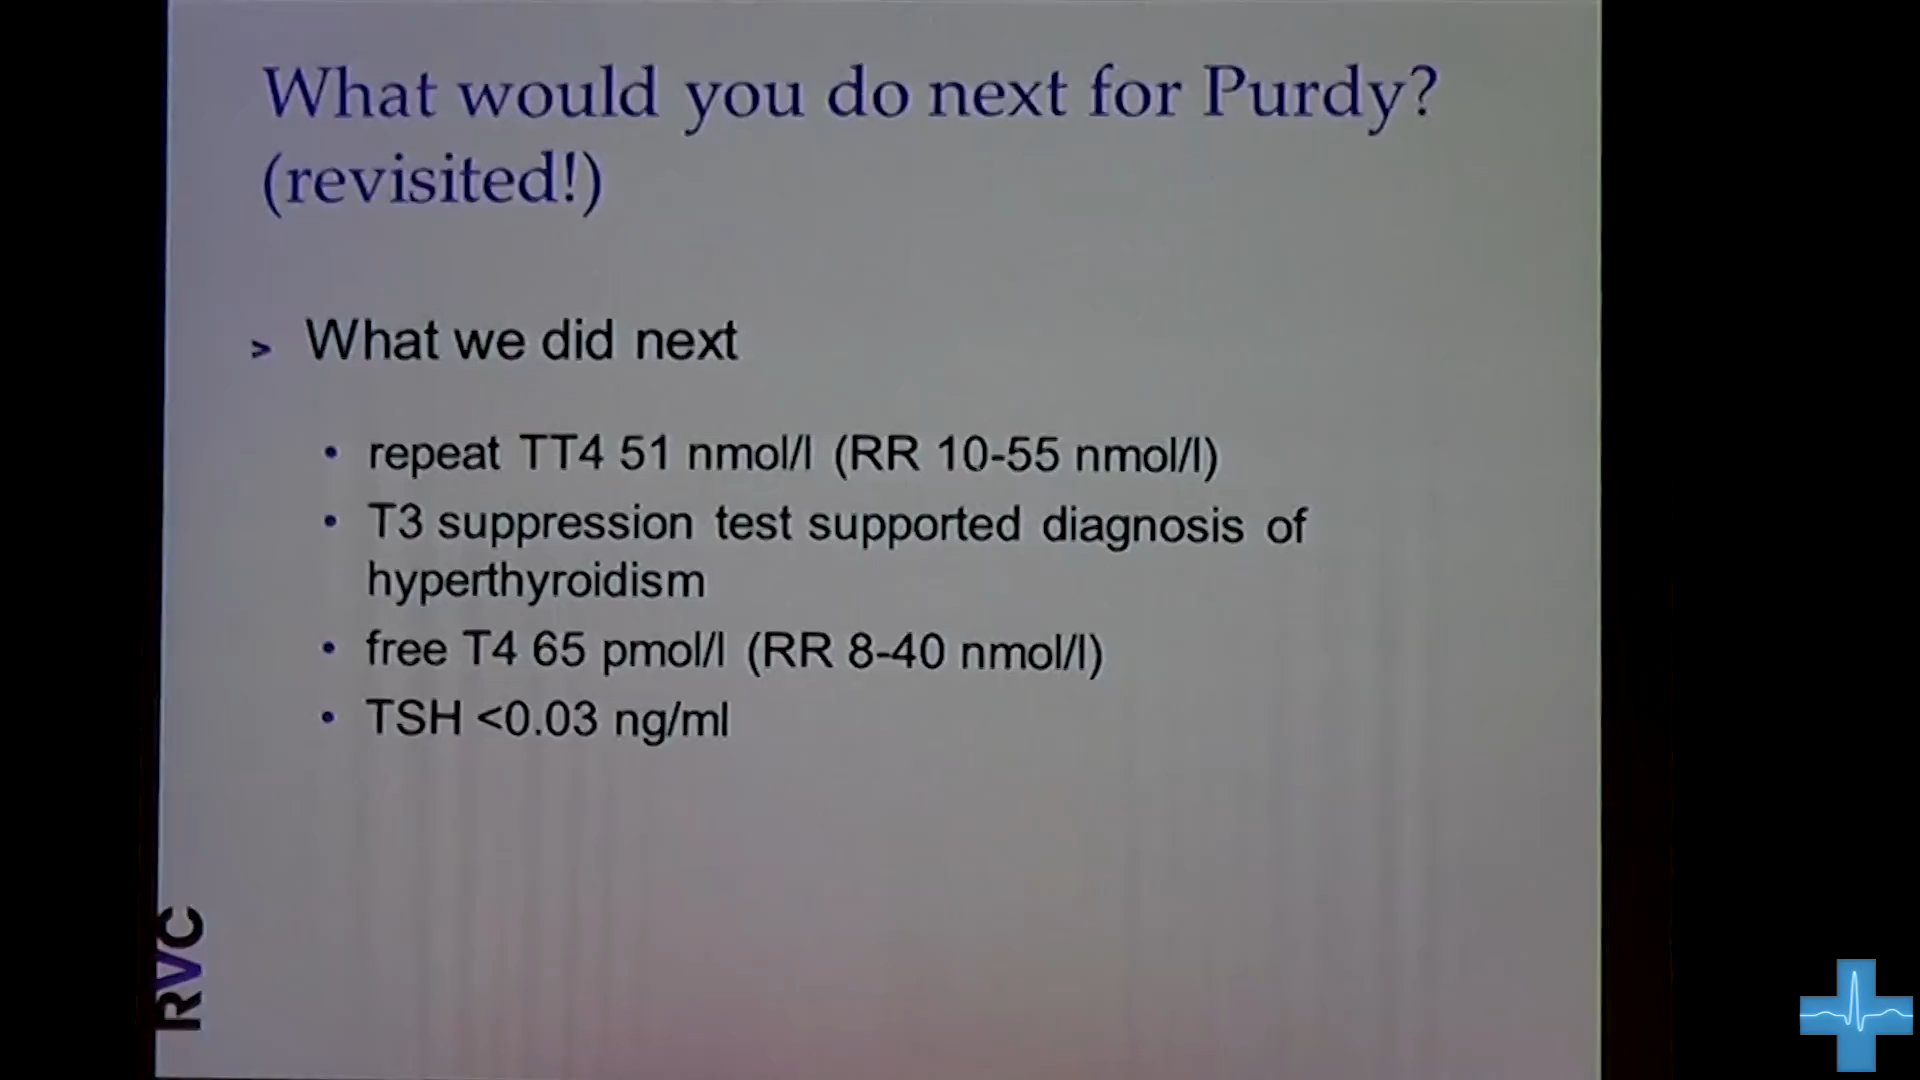 What would you do next for Purdy?
(revisited!)
> What we did next
• repeat TT4 51 nmol/l (RR 10-55 nmol/l)
• T3 suppression test supported diagnosis of
hyperthyroidism
• free T4 65 pmol/l (RR 8-40 nmol/l)
• TSH <0.03 ng/ml
RVC